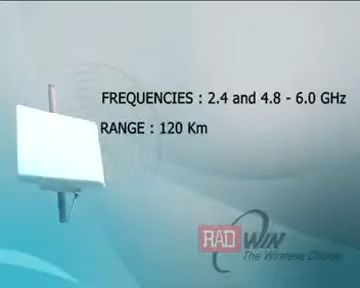 FREQUENCIES : 2.4 and 4.8 - 6.0 GHz
RANGE : 120 Km
RADWIN
The Wireless Choice